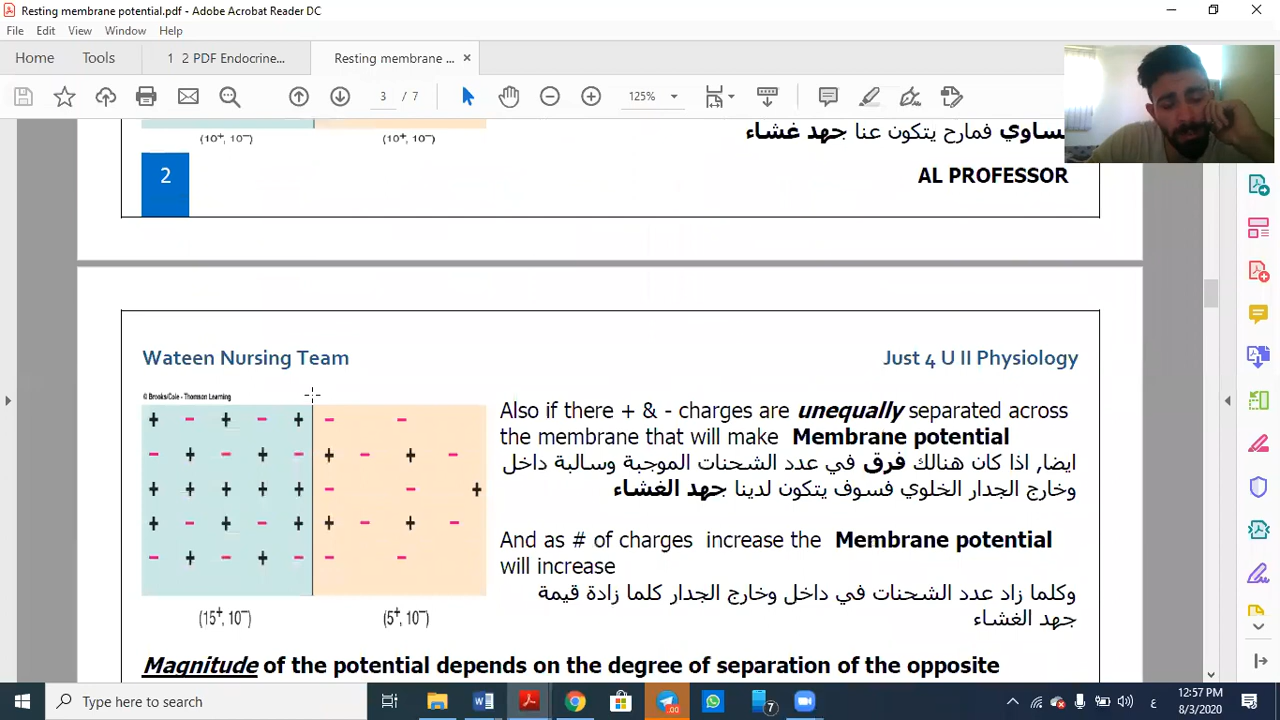 Resting membrane potential.pdf - Adobe Acrobat Reader DC
File Edit View Window Help
Home Tools 1 2 PDF Endocrine... Resting membrane ... ×
3 / 7 125%
(10⁺, 10⁻) (10⁺, 10⁻)
فمارح يتكون عنا جهد غشاء
2
AL PROFESSOR
Wateen Nursing Team
Just 4 U II Physiology
© Brooks/Cole - Thomson Learning
+ - + - + - -
- + - + - + - + -
+ + + + + - - +
+ - + - + + - + -
- + - + - - -
(15⁺, 10⁻) (5⁺, 10⁻)
Also if there + & - charges are unequally separated across
the membrane that will make Membrane potential
ايضا, اذا كان هنالك فرق في عدد الشحنات الموجبة وسالبة داخل
وخارج الجدار الخلوي فسوف يتكون لدينا جهد الغشاء
And as # of charges increase the Membrane potential
will increase
وكلما زاد عدد الشحنات في داخل وخارج الجدار كلما زادة قيمة
جهد الغشاء
Magnitude of the potential depends on the degree of separation of the opposite
Type here to search
7
ع
12:57 PM
8/3/2020